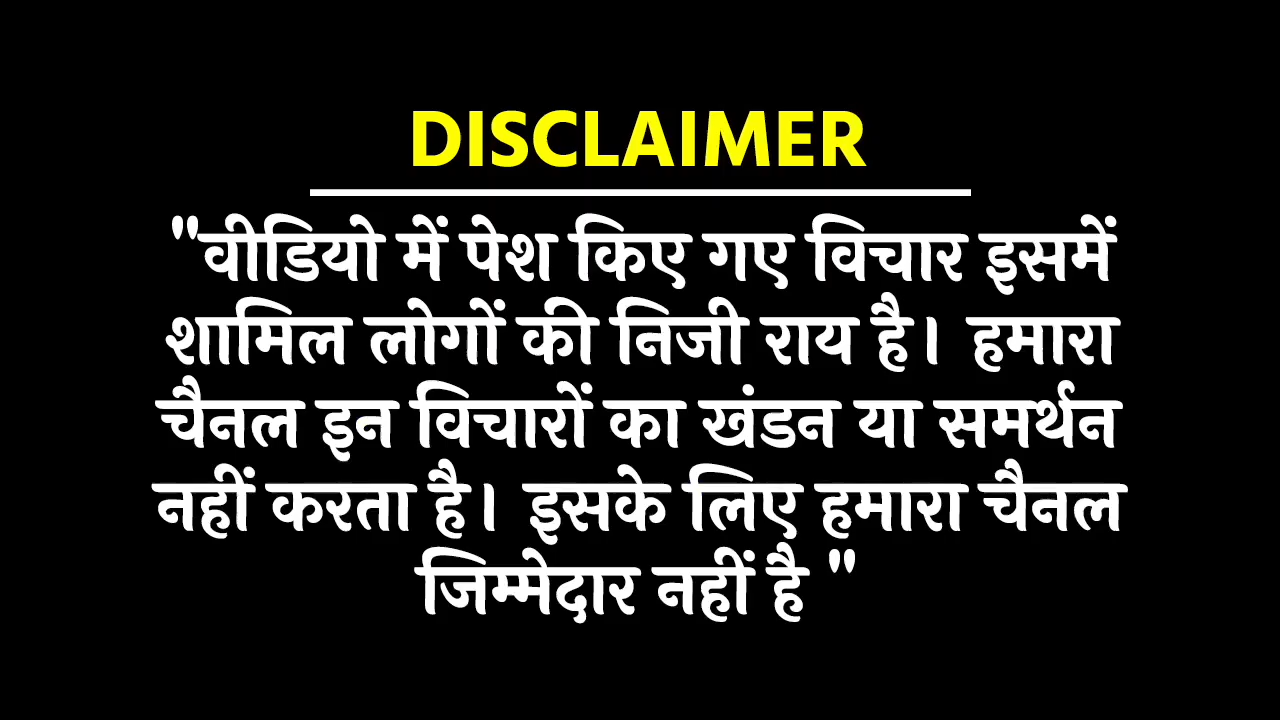 DISCLAIMER
"वीडियो में पेश किए गए विचार इसमें
शामिल लोगों की निजी राय है। हमारा
चैनल इन विचारों का खंडन या समर्थन
नहीं करता है। इसके लिए हमारा चैनल
जिम्मेदार नहीं है "